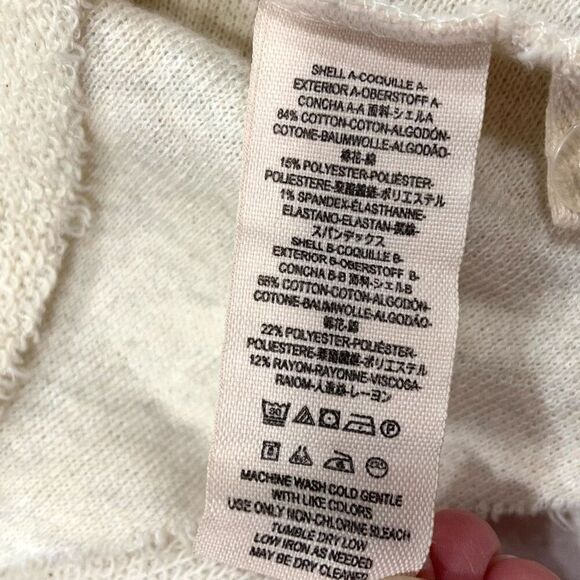 SHELL A-COQUILLE A-
EXTERIOR A-OBERSTOFF A-
CONCHA A-A 面料-シェルA
84% COTTON-COTON-ALGODÓN-
COTONE-BAUMWOLLE-ALGODÃO-
棉花-綿
15% POLYESTER-POLIÉSTER-
POLIESTERE-聚酯纖維-ポリエステル
1% SPANDEX-ÉLASTHANNE-
ELASTANO-ELASTAN-
スパンデックス
SHELL B-COQUILLE B-
EXTERIOR B-OBERSTOFF B-
CONCHA B-B 面料-シェルB
66% COTTON-COTON-ALGODÓN-
COTONE-BAUMWOLLE-ALGODÃO-
棉花-綿
22% POLYESTER-POLIÉSTER-
POLIESTERE-聚酯纖維-ポリエステル
12% RAYON-RAYONNE-VISCOSA-
RAIOM-人造絲-レーヨン
30 P
MACHINE WASH COLD GENTLE
WITH LIKE COLORS
USE ONLY NON-CHLORINE BLEACH
TUMBLE DRY LOW
LOW IRON AS NEEDED
MAY BE DRY CLEANED